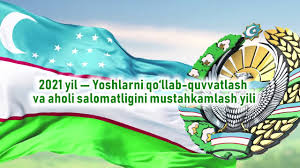 2021 yil — Yoshlarni qo‘llab-quvvatlash
va aholi salomatligini mustahkamlash yili